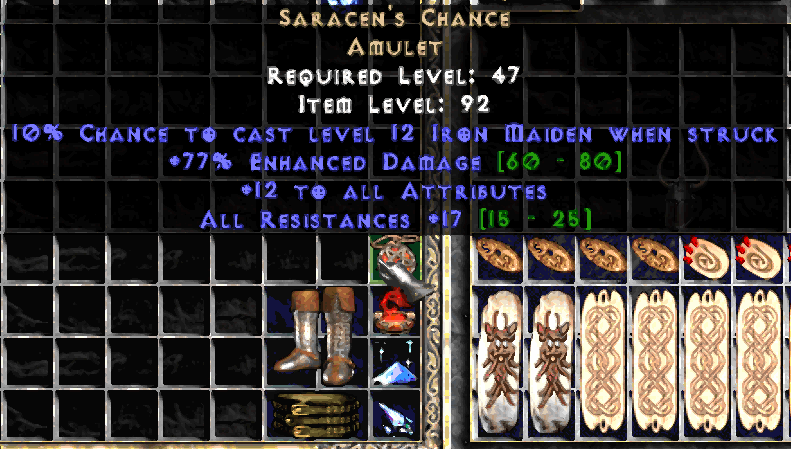 Saracen's Chance
Amulet
Required Level: 47
Item Level: 92
10% Chance to cast level 12 Iron Maiden when struck
+77% Enhanced Damage [60 - 80]
+12 to all Attributes
All Resistances +17 [15 - 25]